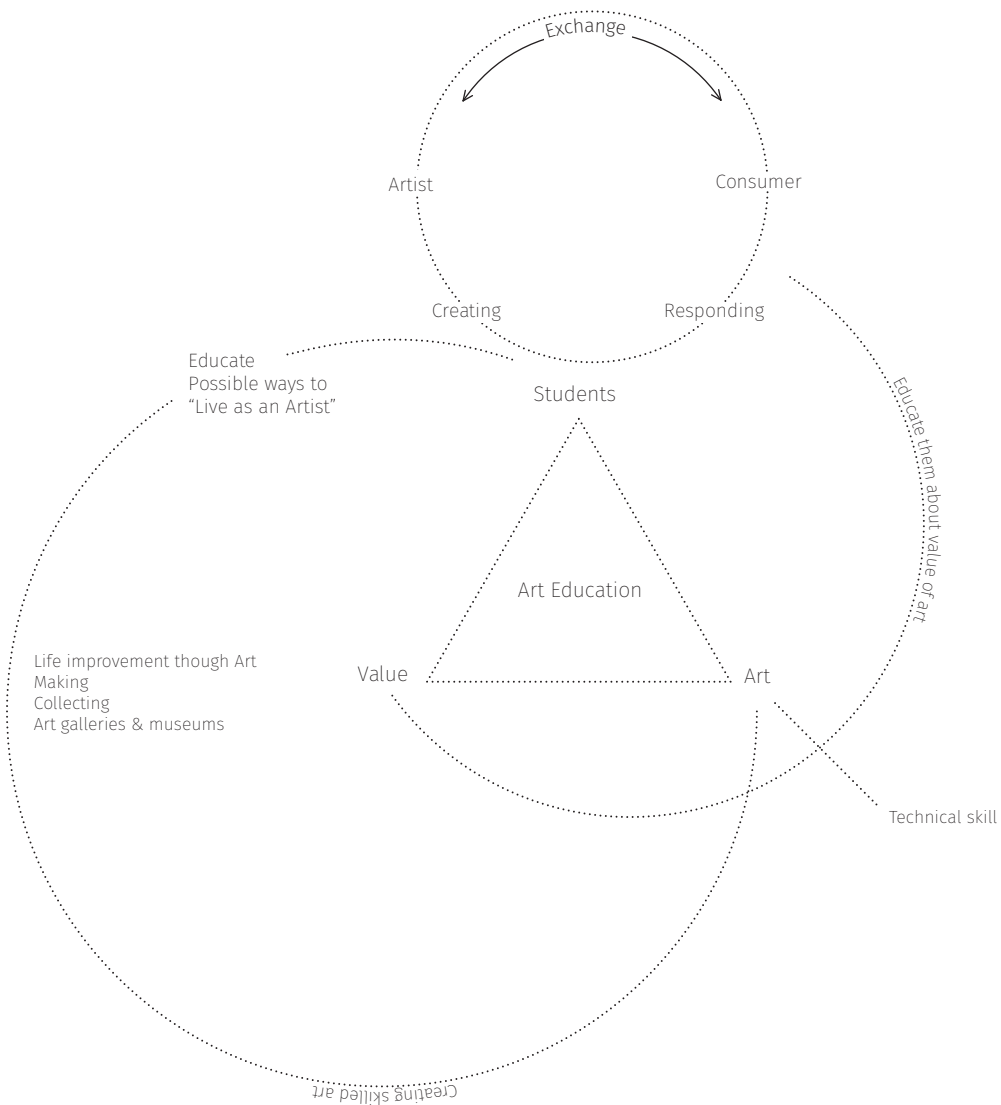 Exchange
Artist
Consumer
Creating
Responding
Educate
Possible ways to
“Live as an Artist”
Students
Educate them about value of art
Art Education
Life improvement though Art
Making
Collecting
Art galleries & museums
Value
Art
Technical skill
Creating skilled art